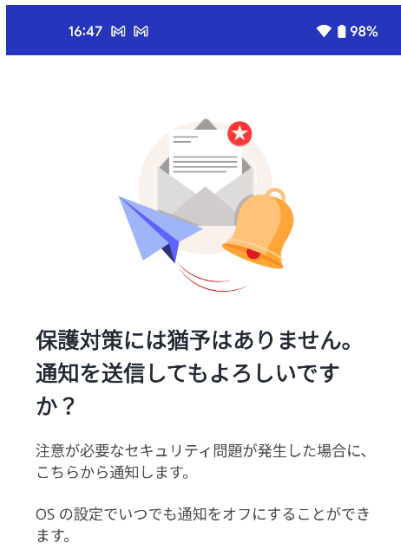 16:47
98%
保護対策には猶予はありません。
通知を送信してもよろしいです
か？
注意が必要なセキュリティ問題が発生した場合に、
こちらから通知します。
OS の設定でいつでも通知をオフにすることができ
ます。